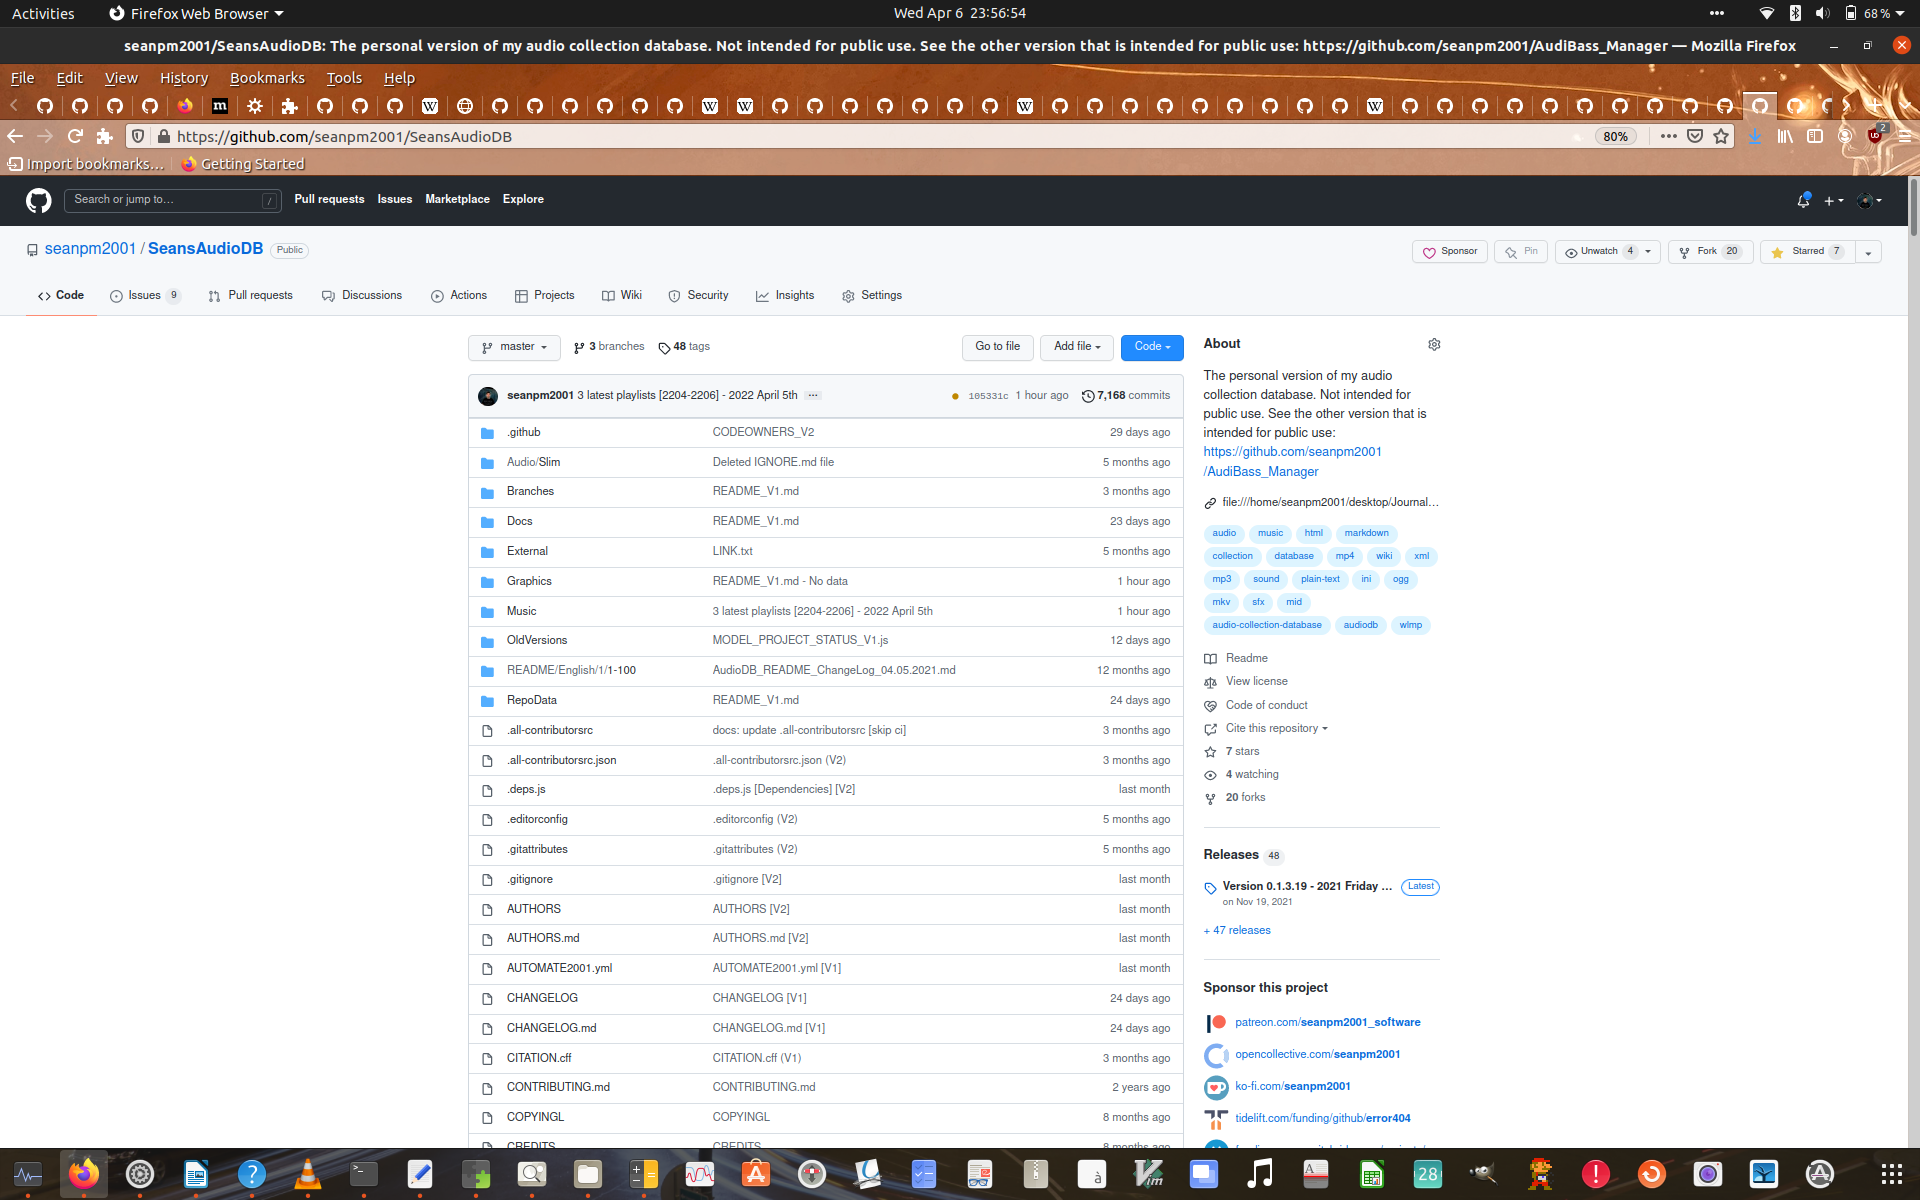 Activities
Firefox Web Browser
Wed Apr 6 23:56:54
68 %
seanpm2001/SeansAudioDB: The personal version of my audio collection database. Not intended for public use. See the other version that is intended for public use: https://github.com/seanpm2001/AudiBass_Manager — Mozilla Firefox
File Edit View History Bookmarks Tools Help
https://github.com/seanpm2001/SeansAudioDB
80%
2
Import bookmarks... Getting Started
Search or jump to...
/
Pull requests Issues Marketplace Explore
seanpm2001 / SeansAudioDB Public
Sponsor Pin Unwatch 4 Fork 20 Starred 7
Code Issues 9 Pull requests Discussions Actions Projects Wiki Security Insights Settings
master 3 branches 48 tags Go to file Add file Code
seanpm2001 3 latest playlists [2204-2206] - 2022 April 5th ... 105331c 1 hour ago 7,168 commits
.github CODEOWNERS_V2 29 days ago
Audio/Slim Deleted IGNORE.md file 5 months ago
Branches README_V1.md 3 months ago
Docs README_V1.md 23 days ago
External LINK.txt 5 months ago
Graphics README_V1.md - No data 1 hour ago
Music 3 latest playlists [2204-2206] - 2022 April 5th 1 hour ago
OldVersions MODEL_PROJECT_STATUS_V1.js 12 days ago
README/English/1/1-100 AudioDB_README_ChangeLog_04.05.2021.md 12 months ago
RepoData README_V1.md 24 days ago
.all-contributorsrc docs: update .all-contributorsrc [skip ci] 3 months ago
.all-contributorsrc.json .all-contributorsrc.json (V2) 3 months ago
.deps.js .deps.js [Dependencies] [V2] last month
.editorconfig .editorconfig (V2) 5 months ago
.gitattributes .gitattributes (V2) 5 months ago
.gitignore .gitignore [V2] last month
AUTHORS AUTHORS [V2] last month
AUTHORS.md AUTHORS.md [V2] last month
AUTOMATE2001.yml AUTOMATE2001.yml [V1] last month
CHANGELOG CHANGELOG [V1] 24 days ago
CHANGELOG.md CHANGELOG.md [V1] 24 days ago
CITATION.cff CITATION.cff (V1) 3 months ago
CONTRIBUTING.md CONTRIBUTING.md 2 years ago
COPYINGL COPYINGL 8 months ago
CREDITS CREDITS 8 months ago
About
The personal version of my audio
collection database. Not intended for
public use. See the other version that is
intended for public use:
https://github.com/seanpm2001
/AudiBass_Manager
file:///home/seanpm2001/desktop/Journal...
audio music html markdown
collection database mp4 wiki xml
mp3 sound plain-text ini ogg
mkv sfx mid
audio-collection-database audiodb wlmp
Readme
View license
Code of conduct
Cite this repository
7 stars
4 watching
20 forks
Releases 48
Version 0.1.3.19 - 2021 Friday ... Latest
on Nov 19, 2021
+ 47 releases
Sponsor this project
patreon.com/seanpm2001_software
opencollective.com/seanpm2001
ko-fi.com/seanpm2001
tidelift.com/funding/github/error404
28